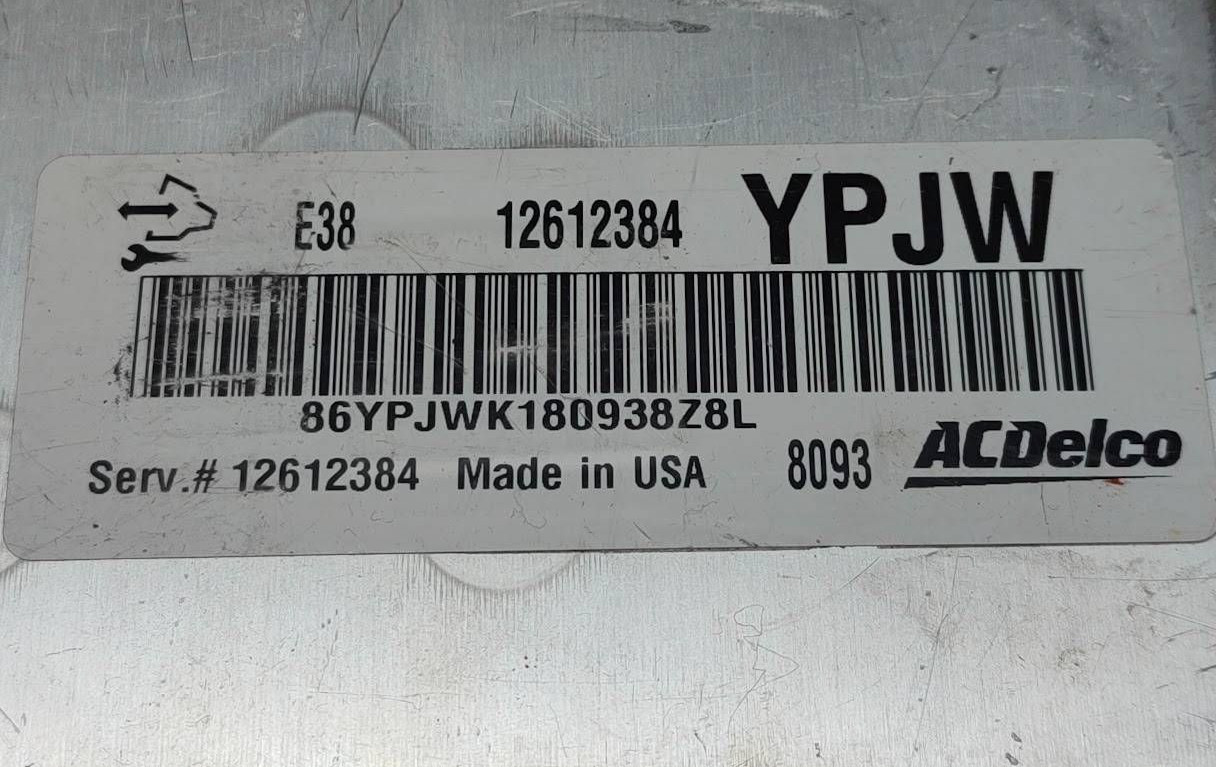 E38 12612384 YPJW
86YPJWK180938Z8L
Serv.# 12612384 Made in USA 8093 ACDelco